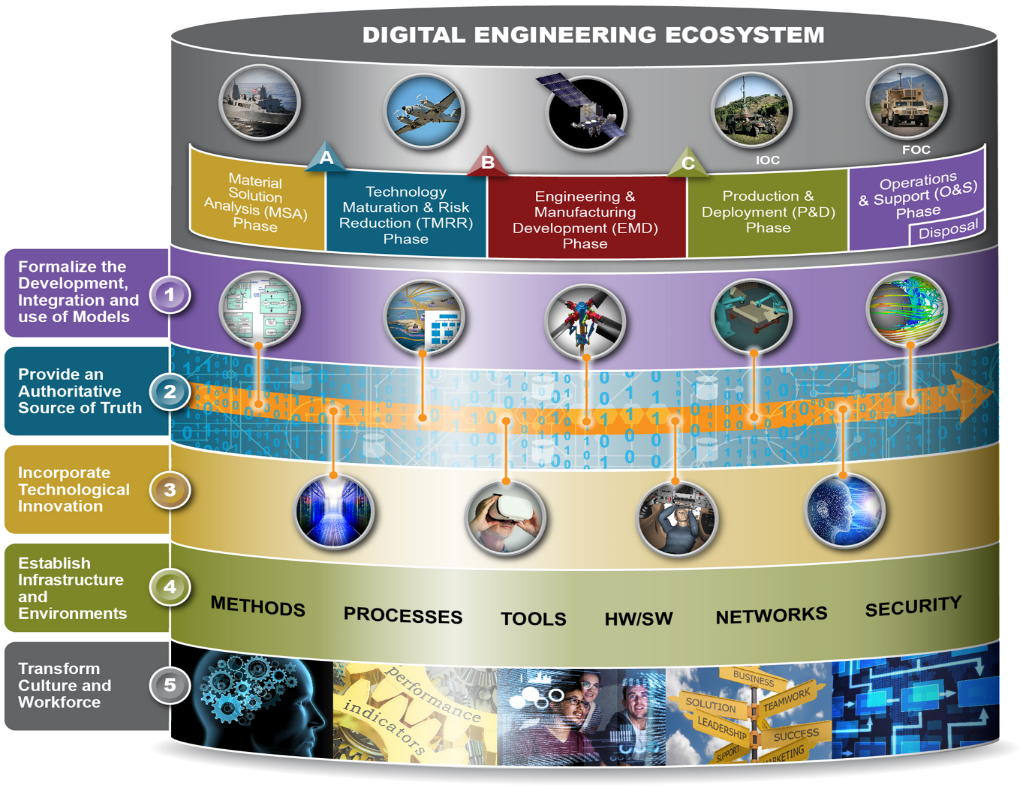 DIGITAL ENGINEERING ECOSYSTEM
A
B
C
IOC
FOC
Material
Solution
Analysis (MSA)
Phase
Technology
Maturation & Risk
Reduction (TMRR)
Phase
Engineering &
Manufacturing
Development (EMD)
Phase
Production &
Deployment (P&D)
Phase
Operations
& Support (O&S)
Phase
Disposal
Formalize the
Development,
Integration and
use of Models
1
Provide an
Authoritative
Source of Truth
2
Incorporate
Technological
Innovation
3
Establish
Infrastructure
and
Environments
4
METHODS
PROCESSES
TOOLS
HW/SW
NETWORKS
SECURITY
Transform
Culture and
Workforce
5
performance
indicators
BUSINESS
TEAMWORK
SOLUTION
LEADERSHIP
SUCCESS
SUPPORT